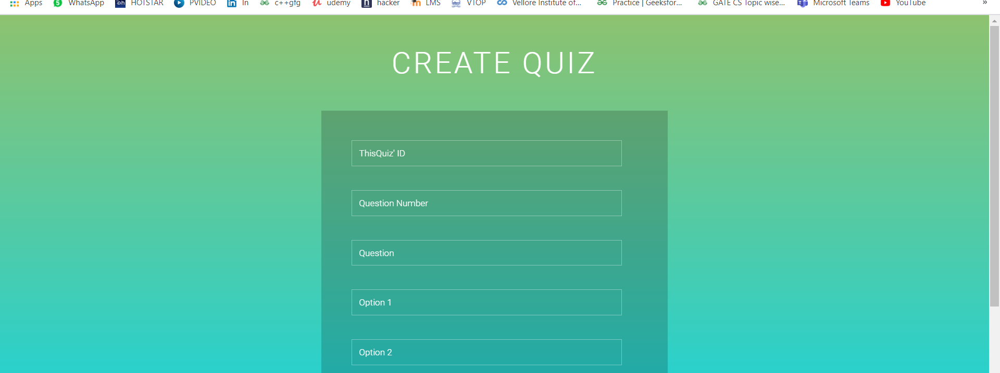 Apps WhatsApp HOTSTAR PVIDEO In c++gfg udemy hacker LMS VTOP Vellore Institute of... Practice | Geeksfor... GATE CS Topic wise... Microsoft Teams YouTube »
CREATE QUIZ
ThisQuiz' ID
Question Number
Question
Option 1
Option 2